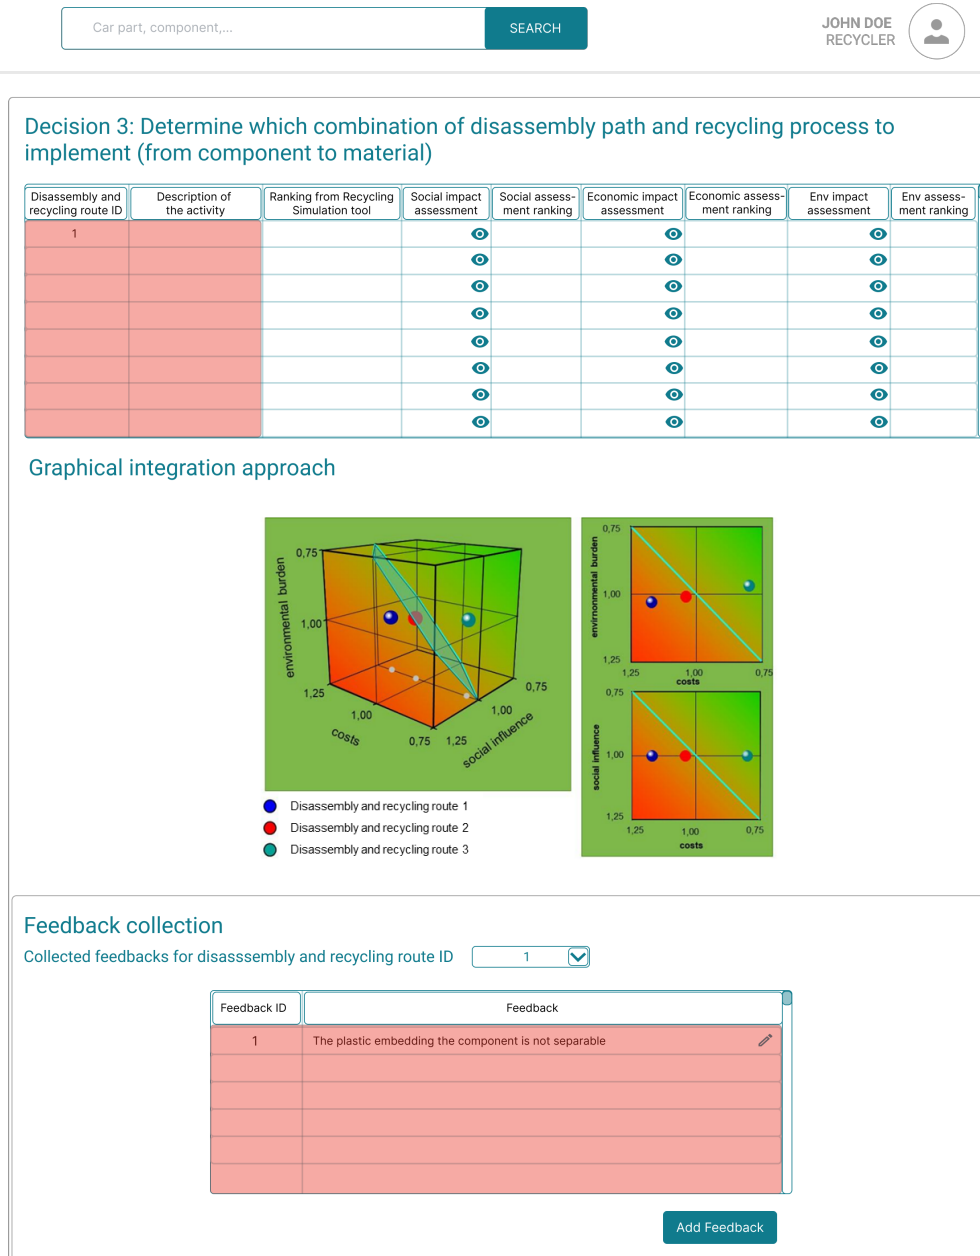 Car part, component,...
SEARCH
JOHN DOE
RECYCLER
Decision 3: Determine which combination of disassembly path and recycling process to
implement (from component to material)
Disassembly and
recycling route ID
Description of
the activity
Ranking from Recycling
Simulation tool
Social impact
assessment
Social assess-
ment ranking
Economic impact
assessment
Economic assess-
ment ranking
Env impact
assessment
Env assess-
ment ranking
1
Graphical integration approach
environmental burden
0,75
1,00
1,25
1,00
0,75
costs
1,25
1,00
0,75
social influence
envirnonmental burden
0,75
1,00
1,25
1,25
1,00
0,75
costs
social influence
0,75
1,00
1,25
1,25
1,00
0,75
costs
Disassembly and recycling route 1
Disassembly and recycling route 2
Disassembly and recycling route 3
Feedback collection
Collected feedbacks for disasssembly and recycling route ID
1
Feedback ID
Feedback
1
The plastic embedding the component is not separable
Add Feedback